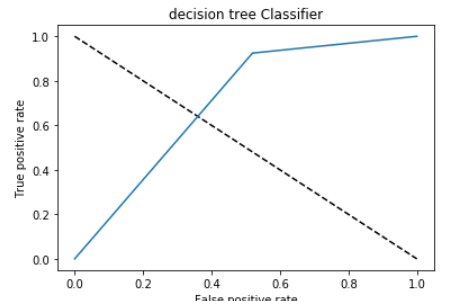 decision tree Classifier
1.0
0.8
0.6
0.4
0.2
0.0
True positive rate
0.0 0.2 0.4 0.6 0.8 1.0
False positive rate